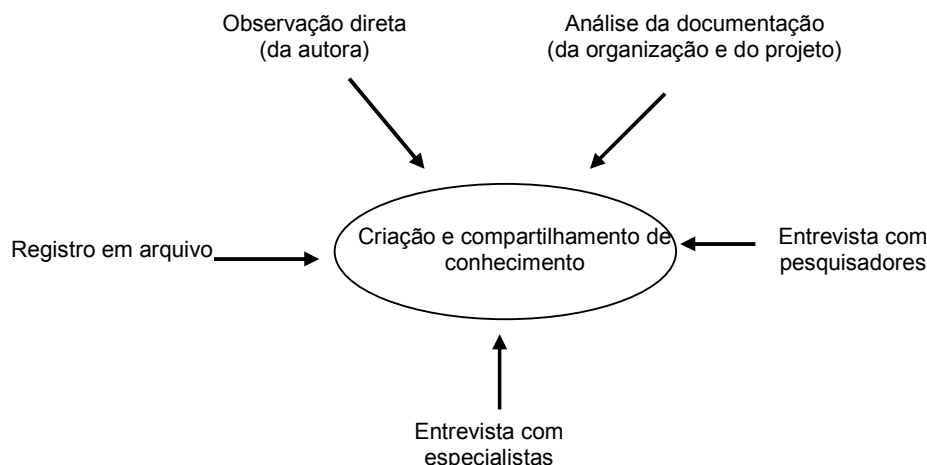 Observação direta
(da autora)
Análise da documentação
(da organização e do projeto)
Registro em arquivo
Criação e compartilhamento de
conhecimento
Entrevista com
pesquisadores
Entrevista com
especialistas